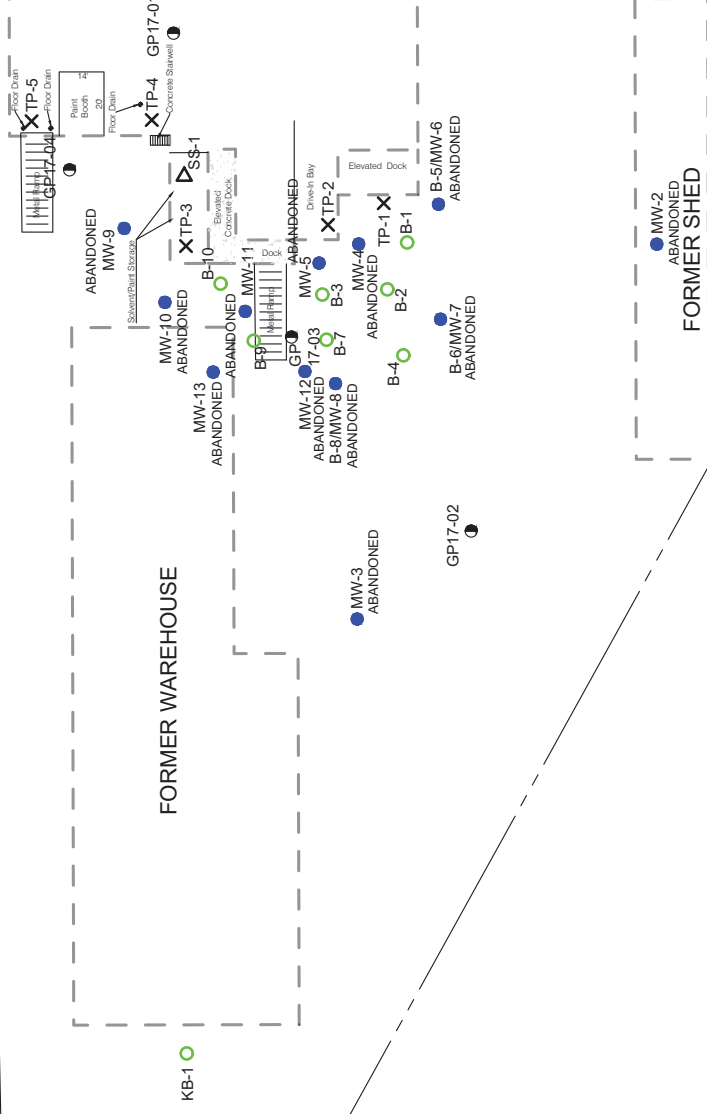 Floor Drain
TP-5
Floor Drain
14'
Paint
Booth
20
Floor Drain
TP-4
GP17-01
Concrete Stairwell
Metal Ramp
GP17-04
SS-1
ABANDONED
MW-9
Solvent/Paint Storage
TP-3
Elevated
Concrete Dock
B-10
MW-10
ABANDONED
MW-11
ABANDONED
Dock
Metal Ramp
B-9
MW-13
ABANDONED
ABANDONED
MW-5
Drive-In Bay
TP-2
Elevated Dock
B-5/MW-6
ABANDONED
MW-4
ABANDONED
TP-1
B-1
B-2
B-3
B-7
GP
17-03
B-4
B-6/MW-7
ABANDONED
MW-12
ABANDONED
B-8/MW-8
ABANDONED
MW-2
ABANDONED
FORMER SHED
GP17-02
MW-3
ABANDONED
FORMER WAREHOUSE
KB-1